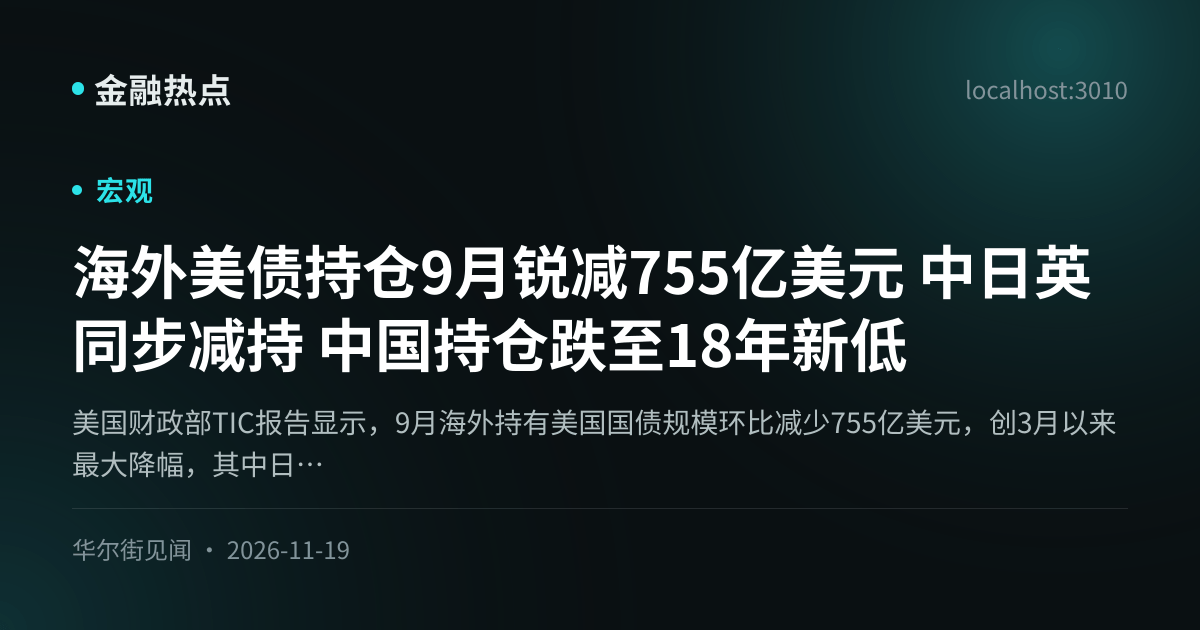 金融热点
localhost:3010
宏观
海外美债持仓9月锐减755亿美元 中日英
同步减持 中国持仓跌至18年新低
美国财政部TIC报告显示，9月海外持有美国国债规模环比减少755亿美元，创3月以来
最大降幅，其中日…
华尔街见闻 • 2026-11-19